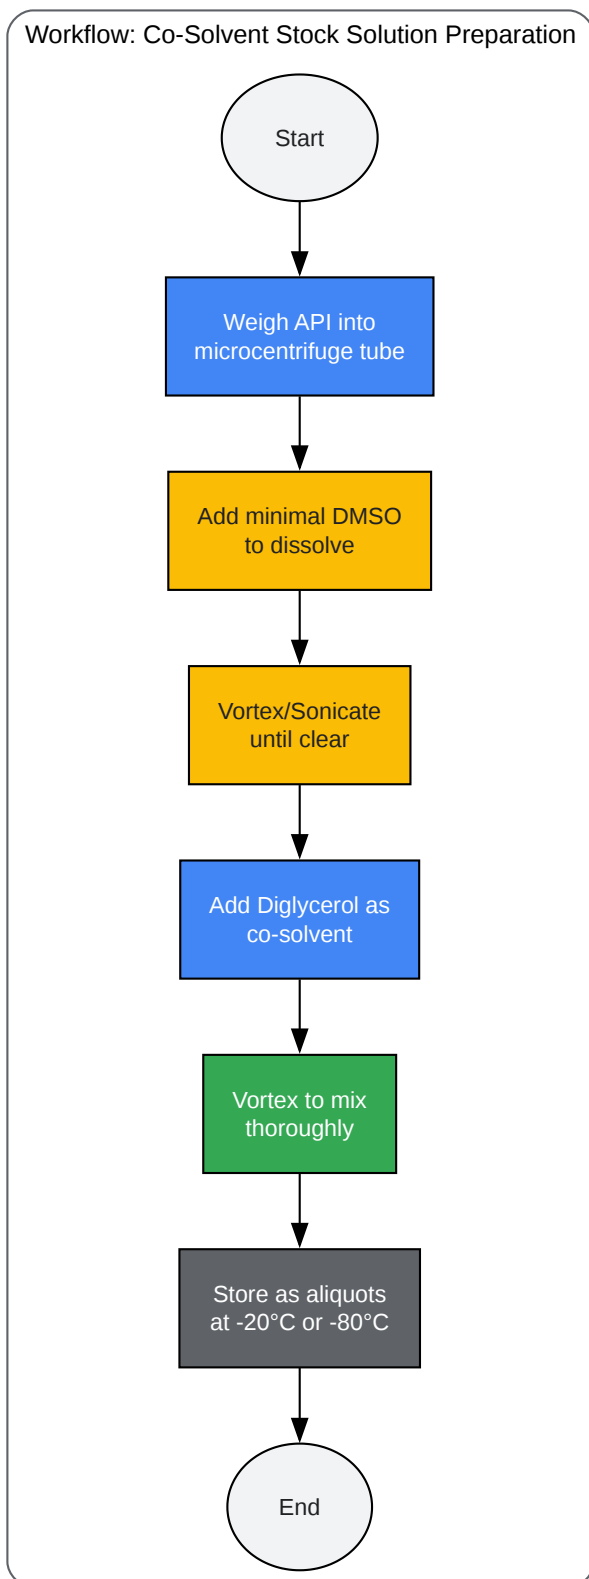 Workflow: Co-Solvent Stock Solution Preparation
Start
Weigh API into
microcentrifuge tube
Add minimal DMSO
to dissolve
Vortex/Sonicate
until clear
Add Diglycerol as
co-solvent
Vortex to mix
thoroughly
Store as aliquots
at -20°C or -80°C
End